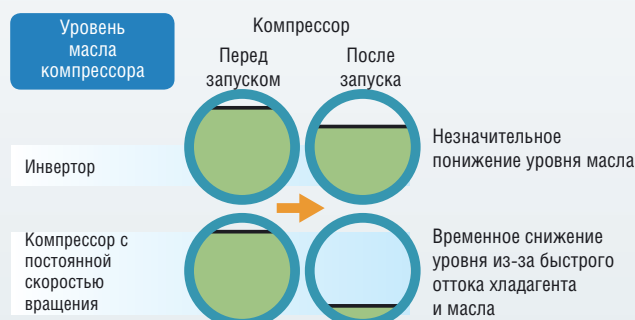 Уровень
масла
компрессора
Компрессор
Перед
запуском
После
запуска
Инвертор
Незначительное
понижение уровня масла
Компрессор с
постоянной
скоростью
вращения
Временное снижение
уровня из-за быстрого
оттока хладагента
и масла